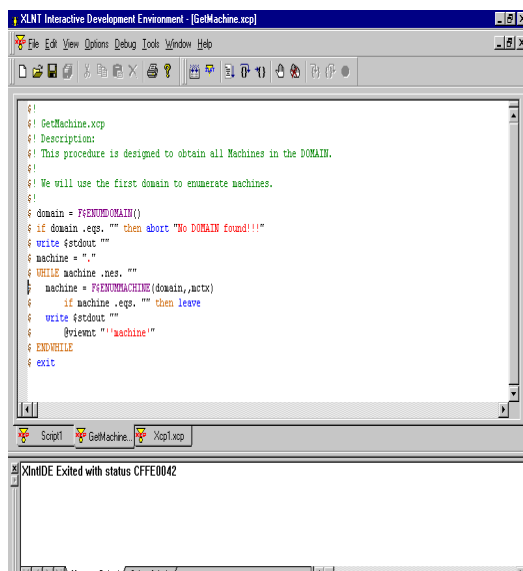 XLNT Interactive Development Environment - [GetMachine.xcp]
File Edit View Options Debug Tools Window Help
$!
$! GetMachine.xcp
$! Description:
$! This procedure is designed to obtain all Machines in the DOMAIN.
$!
$! We will use the first domain to enumerate machines.
$!
$ domain = F$ENUMDOMAIN()
$ if domain .eqs. "" then abort "No DOMAIN found!!!"
$ write $stdout ""
$ machine = "."
$ WHILE machine .nes. ""
$ machine = F$ENUMMACHINE(domain,,mctx)
$ if machine .eqs. "" then leave
$ write $stdout ""
$ @viewnt "''machine'"
$ ENDWHILE
$ exit
Script1 GetMachine... Xcp1.xcp
XlntIDE Exited with status CFFE0042